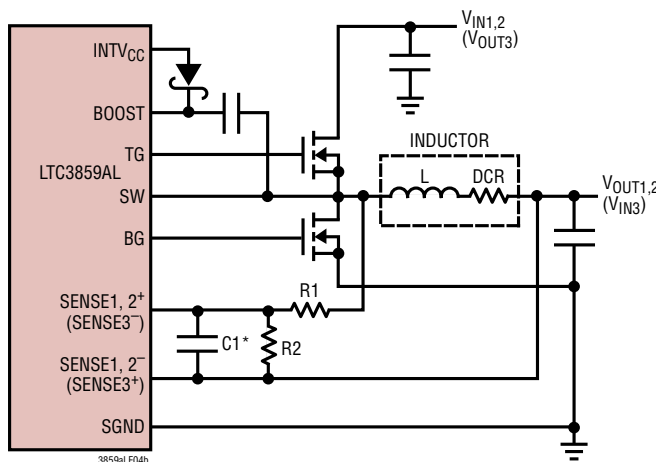 VIN1,2
(VOUT3)
INTVCC
BOOST
TG
LTC3859AL
SW
BG
INDUCTOR
L
DCR
VOUT1,2
(VIN3)
SENSE1, 2+
(SENSE3–)
R1
C1*
R2
SENSE1, 2–
(SENSE3+)
SGND
3859aL F04b